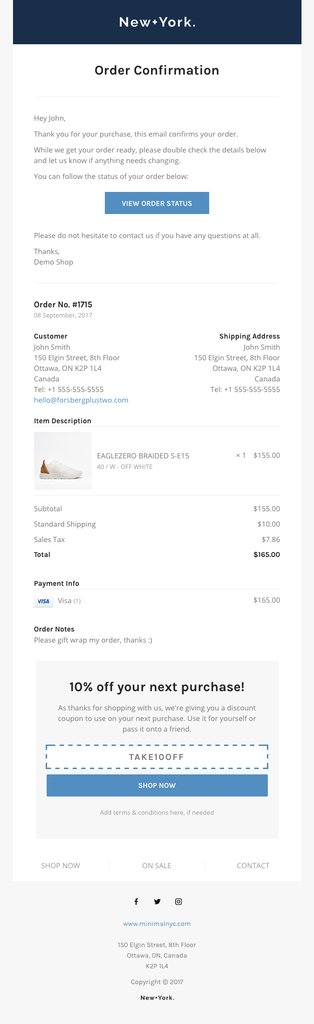 New+York.
Order Confirmation
Hey John,
Thank you for your purchase, this email confirms your order.
While we get your order ready, please double check the details below
and let us know if anything needs changing.
You can follow the status of your order below:
VIEW ORDER STATUS
Please do not hesitate to contact us if you have any questions at all.
Thanks,
Demo Shop
Order No. #1715
08 September, 2017
Customer
John Smith
150 Elgin Street, 8th Floor
Ottawa, ON K2P 1L4
Canada
Tel: +1 555-555-5555
hello@forsbergplustwo.com
Shipping Address
John Smith
150 Elgin Street, 8th Floor
Ottawa, ON K2P 1L4
Canada
Tel: +1 555-555-5555
Item Description
EAGLEZERO BRAIDED S-E15 × 1 $155.00
40 / W - OFF WHITE
Subtotal $155.00
Standard Shipping $10.00
Sales Tax $7.86
Total $165.00
Payment Info
VISA Visa (1) $165.00
Order Notes
Please gift wrap my order, thanks :)
10% off your next purchase!
As thanks for shopping with us, we're giving you a discount
coupon to use on your next purchase. Use it for yourself or
pass it onto a friend.
TAKE10OFF
SHOP NOW
Add terms & conditions here, if needed
SHOP NOW ON SALE CONTACT
www.minimalnyc.com
150 Elgin Street, 8th Floor
Ottawa, ON, Canada
K2P 1L4
Copyright © 2017
New+York.